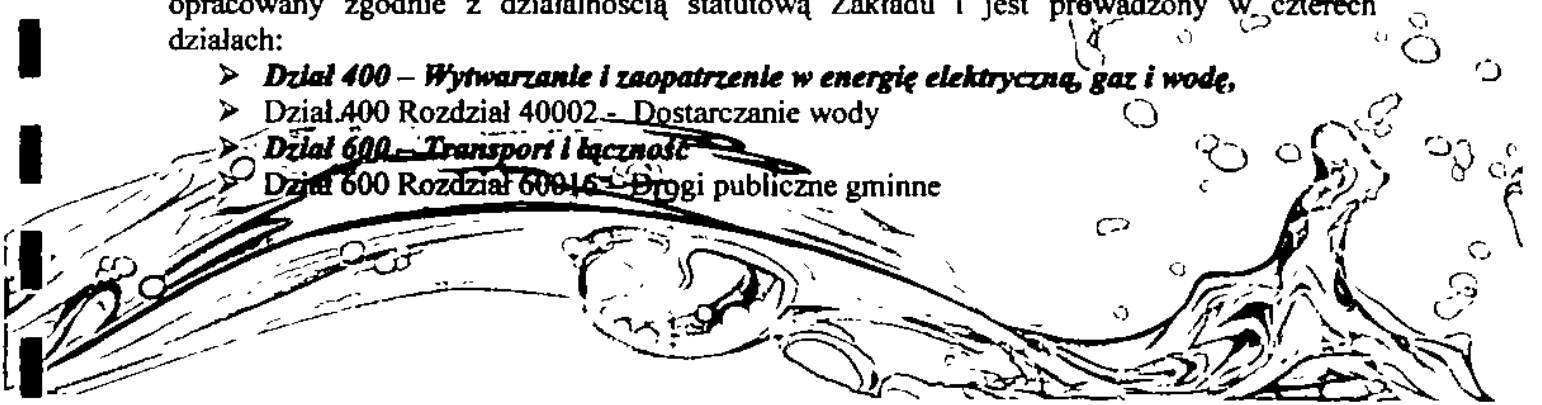 opracowany zgodnie z działalnością statutową Zakładu i jest prowadzony w czterech
działach:
➢ Dział 400 – Wytwarzanie i zaopatrzenie w energię elektryczną, gaz i wodę,
➢ Dział.400 Rozdział 40002 - Dostarczanie wody
➢ Dział 600 – Transport i łączność
➢ Dział 600 Rozdział 60016 – Drogi publiczne gminne